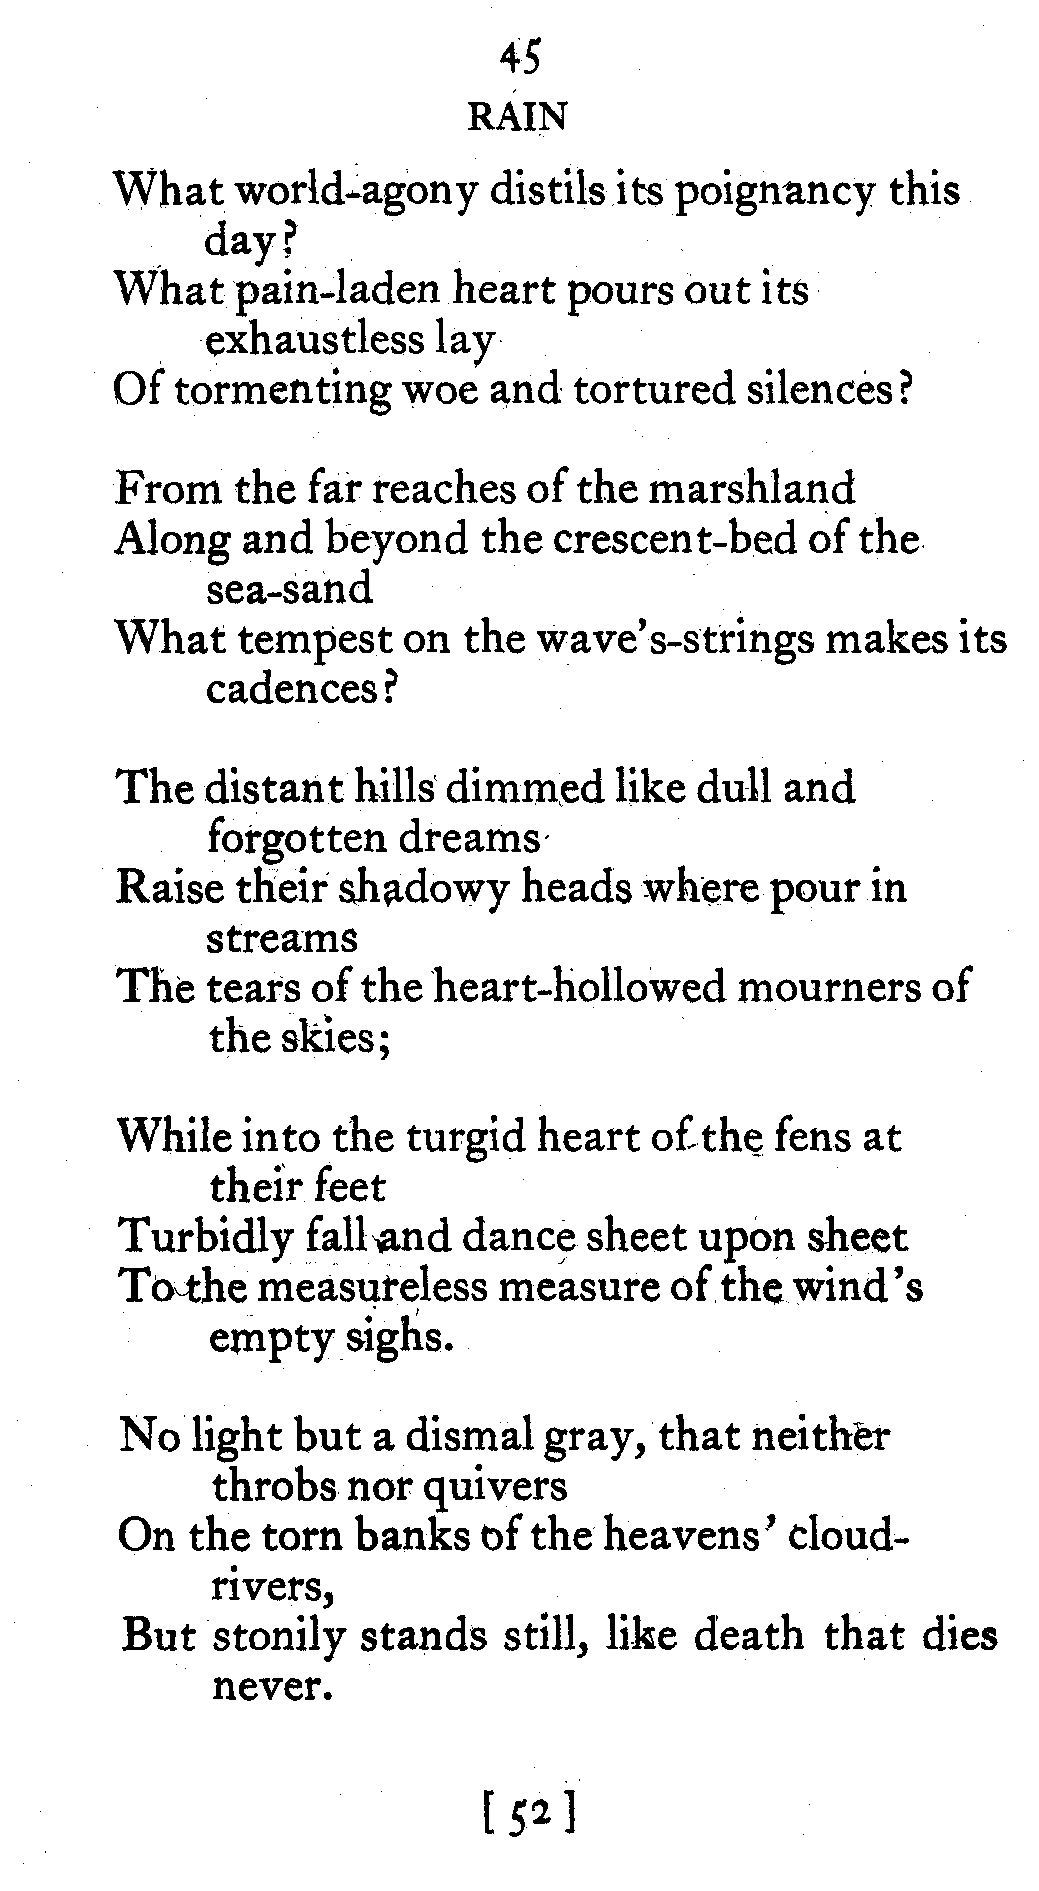 45
RAIN
What world-agony distils its poignancy this
day?
What pain-laden heart pours out its
exhaustless lay
Of tormenting woe and tortured silences?
From the far reaches of the marshland
Along and beyond the crescent-bed of the
sea-sand
What tempest on the wave's-strings makes its
cadences?
The distant hills dimmed like dull and
forgotten dreams
Raise their shadowy heads where pour in
streams
The tears of the heart-hollowed mourners of
the skies;
While into the turgid heart of the fens at
their feet
Turbidly fall and dance sheet upon sheet
To the measureless measure of the wind's
empty sighs.
No light but a dismal gray, that neither
throbs nor quivers
On the torn banks of the heavens' cloud-
rivers,
But stonily stands still, like death that dies
never.
[ 52 ]